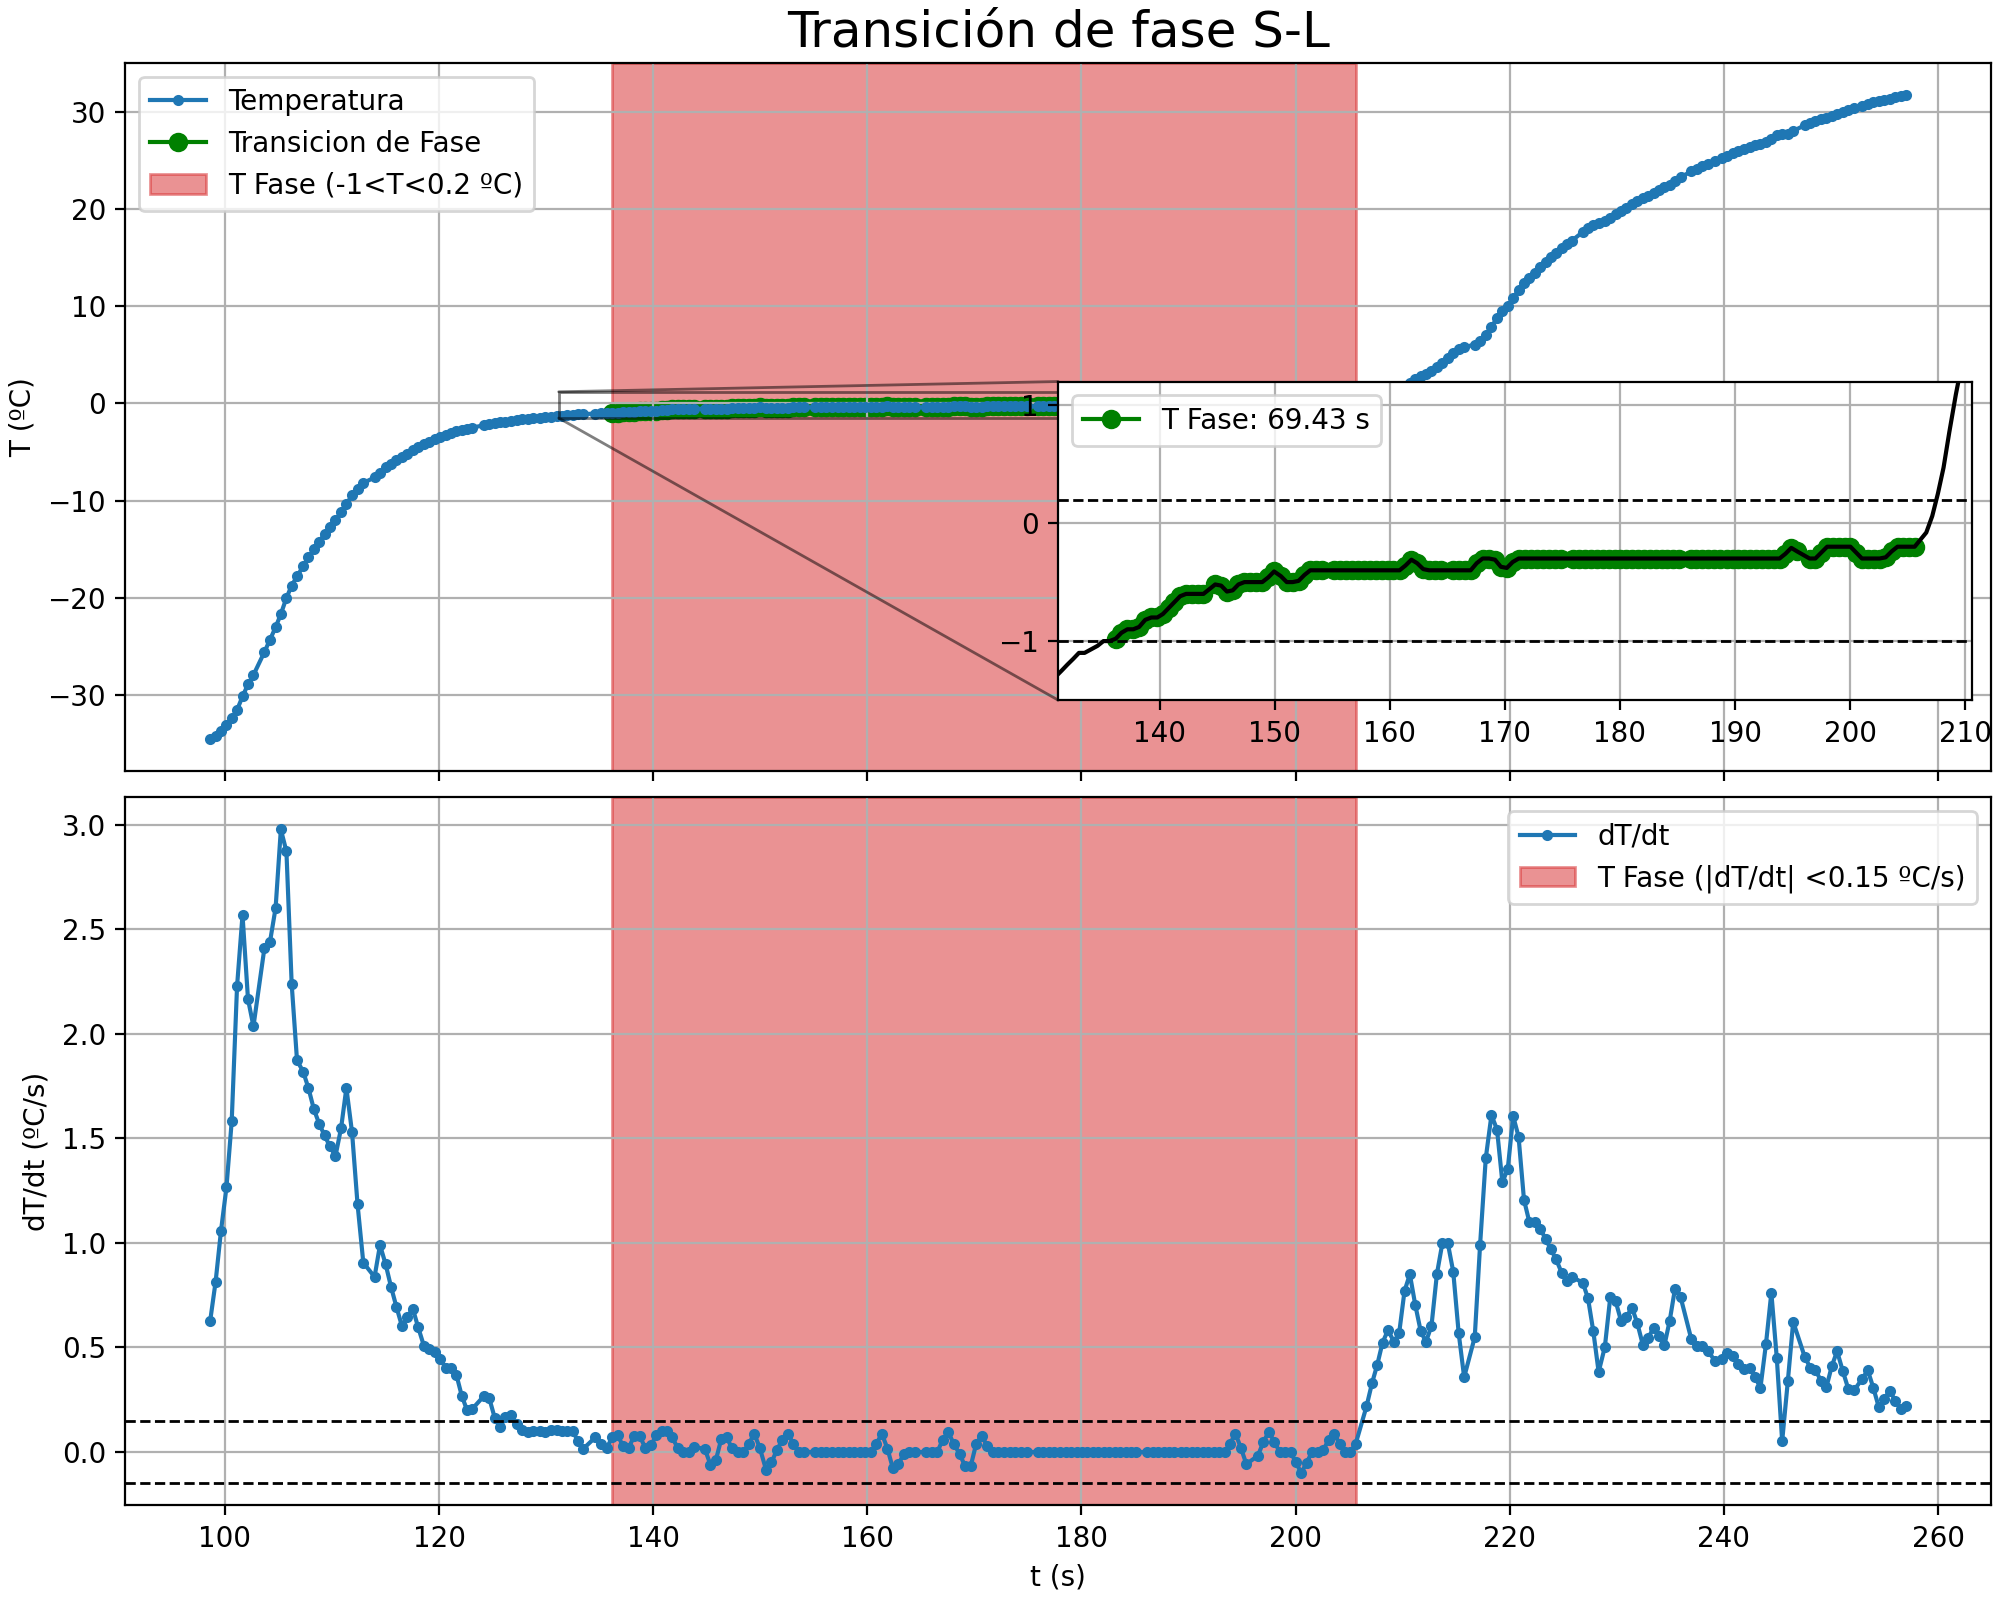 Transición de fase S-L
Temperatura
Transicion de Fase
T Fase (-1<T<0.2 ºC)
T (ºC)
30
20
10
0
−10
−20
−30
T Fase: 69.43 s
1
0
−1
140 150 160 170 180 190 200 210
dT/dt
T Fase (|dT/dt| <0.15 ºC/s)
dT/dt (ºC/s)
3.0
2.5
2.0
1.5
1.0
0.5
0.0
100 120 140 160 180 200 220 240 260
t (s)